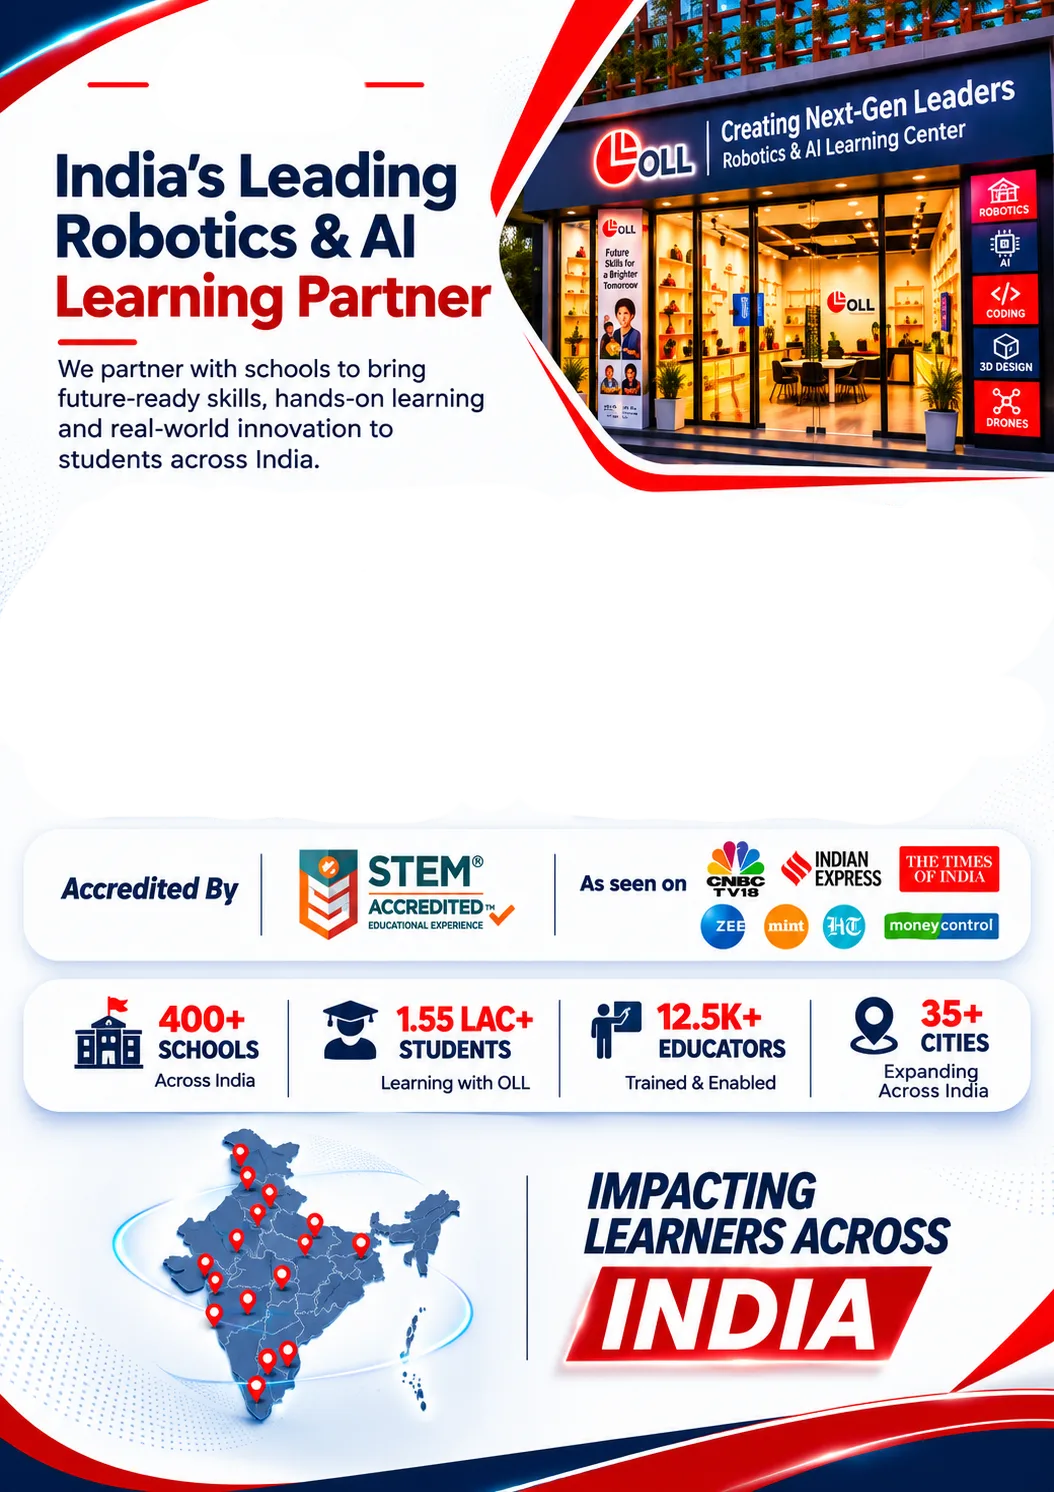 India's Leading
Robotics & AI
Learning Partner
We partner with schools to bring
future-ready skills, hands-on learning
and real-world innovation to
students across India.
OLL
Creating Next-Gen Leaders
Robotics & AI Learning Center
OLL
Future
Skills for
a Brighter
Tomorrow
OLL
ROBOTICS
AI
</>
CODING
3D DESIGN
DRONES
Accredited By
STEM®
ACCREDITED™
EDUCATIONAL EXPERIENCE
As seen on
CNBC
TV18
INDIAN
EXPRESS
THE TIMES
OF INDIA
ZEE
mint
HT
moneycontrol
400+
SCHOOLS
Across India
1.55 LAC+
STUDENTS
Learning with OLL
12.5K+
EDUCATORS
Trained & Enabled
35+
CITIES
Expanding
Across India
IMPACTING
LEARNERS ACROSS
INDIA